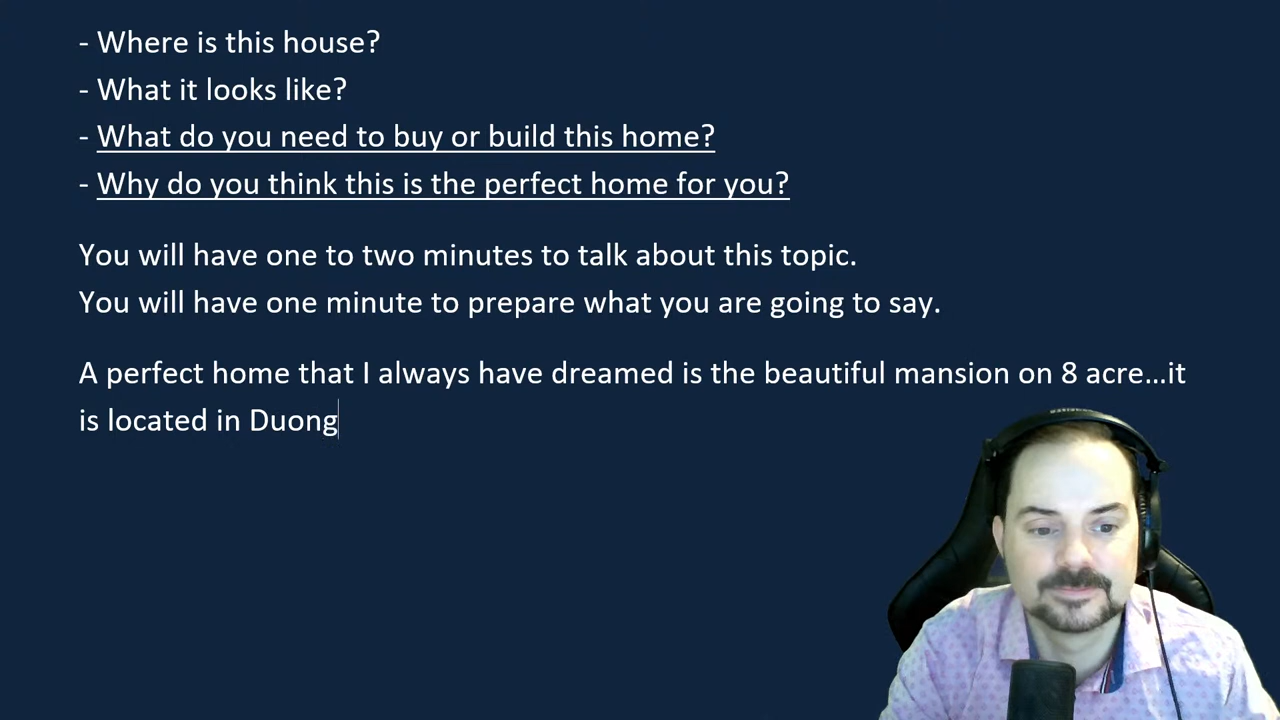 - Where is this house?
- What it looks like?
- What do you need to buy or build this home?
- Why do you think this is the perfect home for you?
You will have one to two minutes to talk about this topic.
You will have one minute to prepare what you are going to say.
A perfect home that I always have dreamed is the beautiful mansion on 8 acre...it
is located in Duong